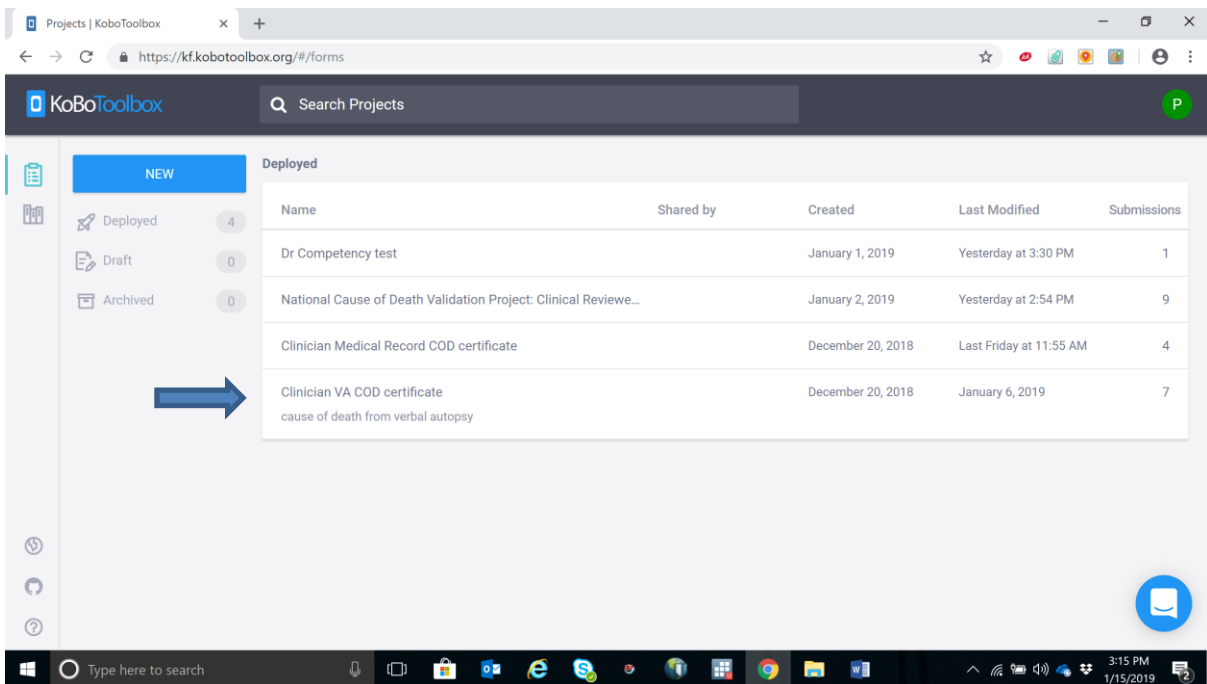 Projects | KoboToolbox
https://kf.kobotoolbox.org/#/forms
KoBoToolbox
Search Projects
P
NEW
Deployed 4
Draft 0
Archived 0
Deployed
Name Shared by Created Last Modified Submissions
Dr Competency test January 1, 2019 Yesterday at 3:30 PM 1
National Cause of Death Validation Project: Clinical Reviewe... January 2, 2019 Yesterday at 2:54 PM 9
Clinician Medical Record COD certificate December 20, 2018 Last Friday at 11:55 AM 4
Clinician VA COD certificate December 20, 2018 January 6, 2019 7
cause of death from verbal autopsy
Type here to search
3:15 PM
1/15/2019
2